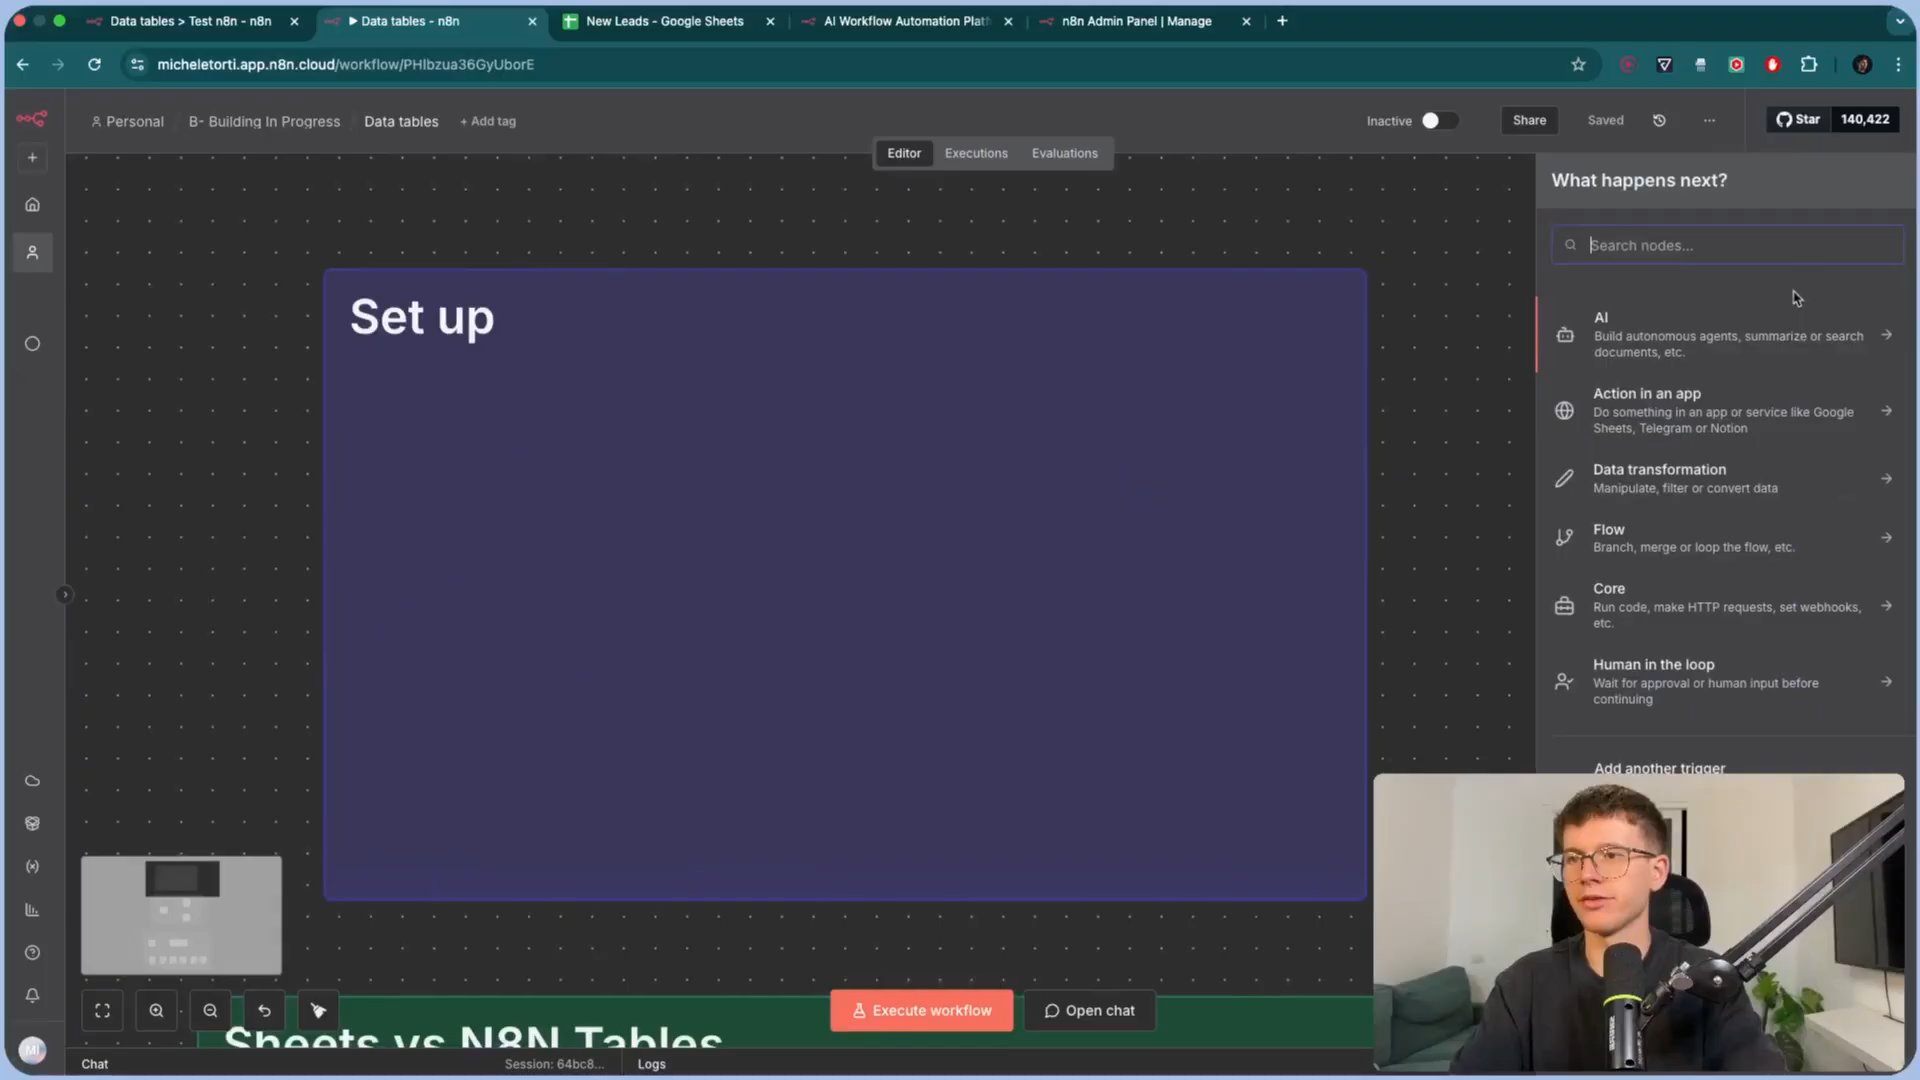 Data tables > Test n8n - n8n
Data tables - n8n
New Leads - Google Sheets
AI Workflow Automation Platf
n8n Admin Panel | Manage
micheletorti.app.n8n.cloud/workflow/PHIbzua36GyUborE
Personal / B- Building In Progress / Data tables + Add tag
Inactive
Share
Saved
Star 140,422
Editor
Executions
Evaluations
What happens next?
Search nodes...
Set up
AI
Build autonomous agents, summarize or search
documents, etc.
Action in an app
Do something in an app or service like Google
Sheets, Telegram or Notion
Data transformation
Manipulate, filter or convert data
Flow
Branch, merge or loop the flow, etc.
Core
Run code, make HTTP requests, set webhooks,
etc.
Human in the loop
Wait for approval or human input before
continuing
Add another trigger
Execute workflow
Open chat
Sheets vs N8N Tables
MI
Chat
Session: 64bc8...
Logs